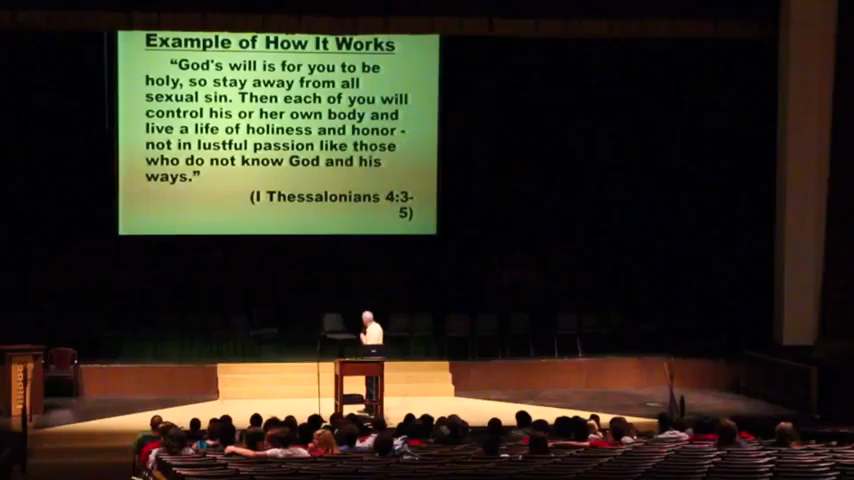 Example of How It Works
“God's will is for you to be
holy, so stay away from all
sexual sin. Then each of you will
control his or her own body and
live a life of holiness and honor -
not in lustful passion like those
who do not know God and his
ways.”
(I Thessalonians 4:3-
5)